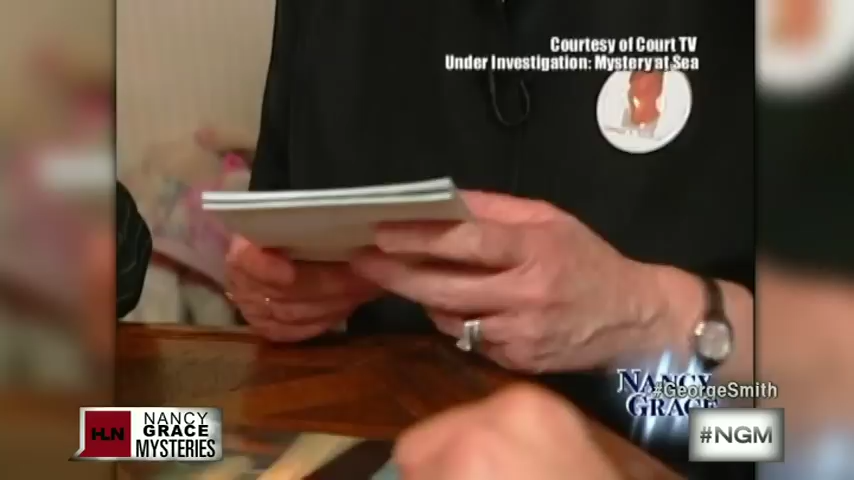 Courtesy of Court TV
Under Investigation: Mystery at Sea
NANCY
GRACE
#GeorgeSmith
HLN
NANCY
GRACE
MYSTERIES
#NGM